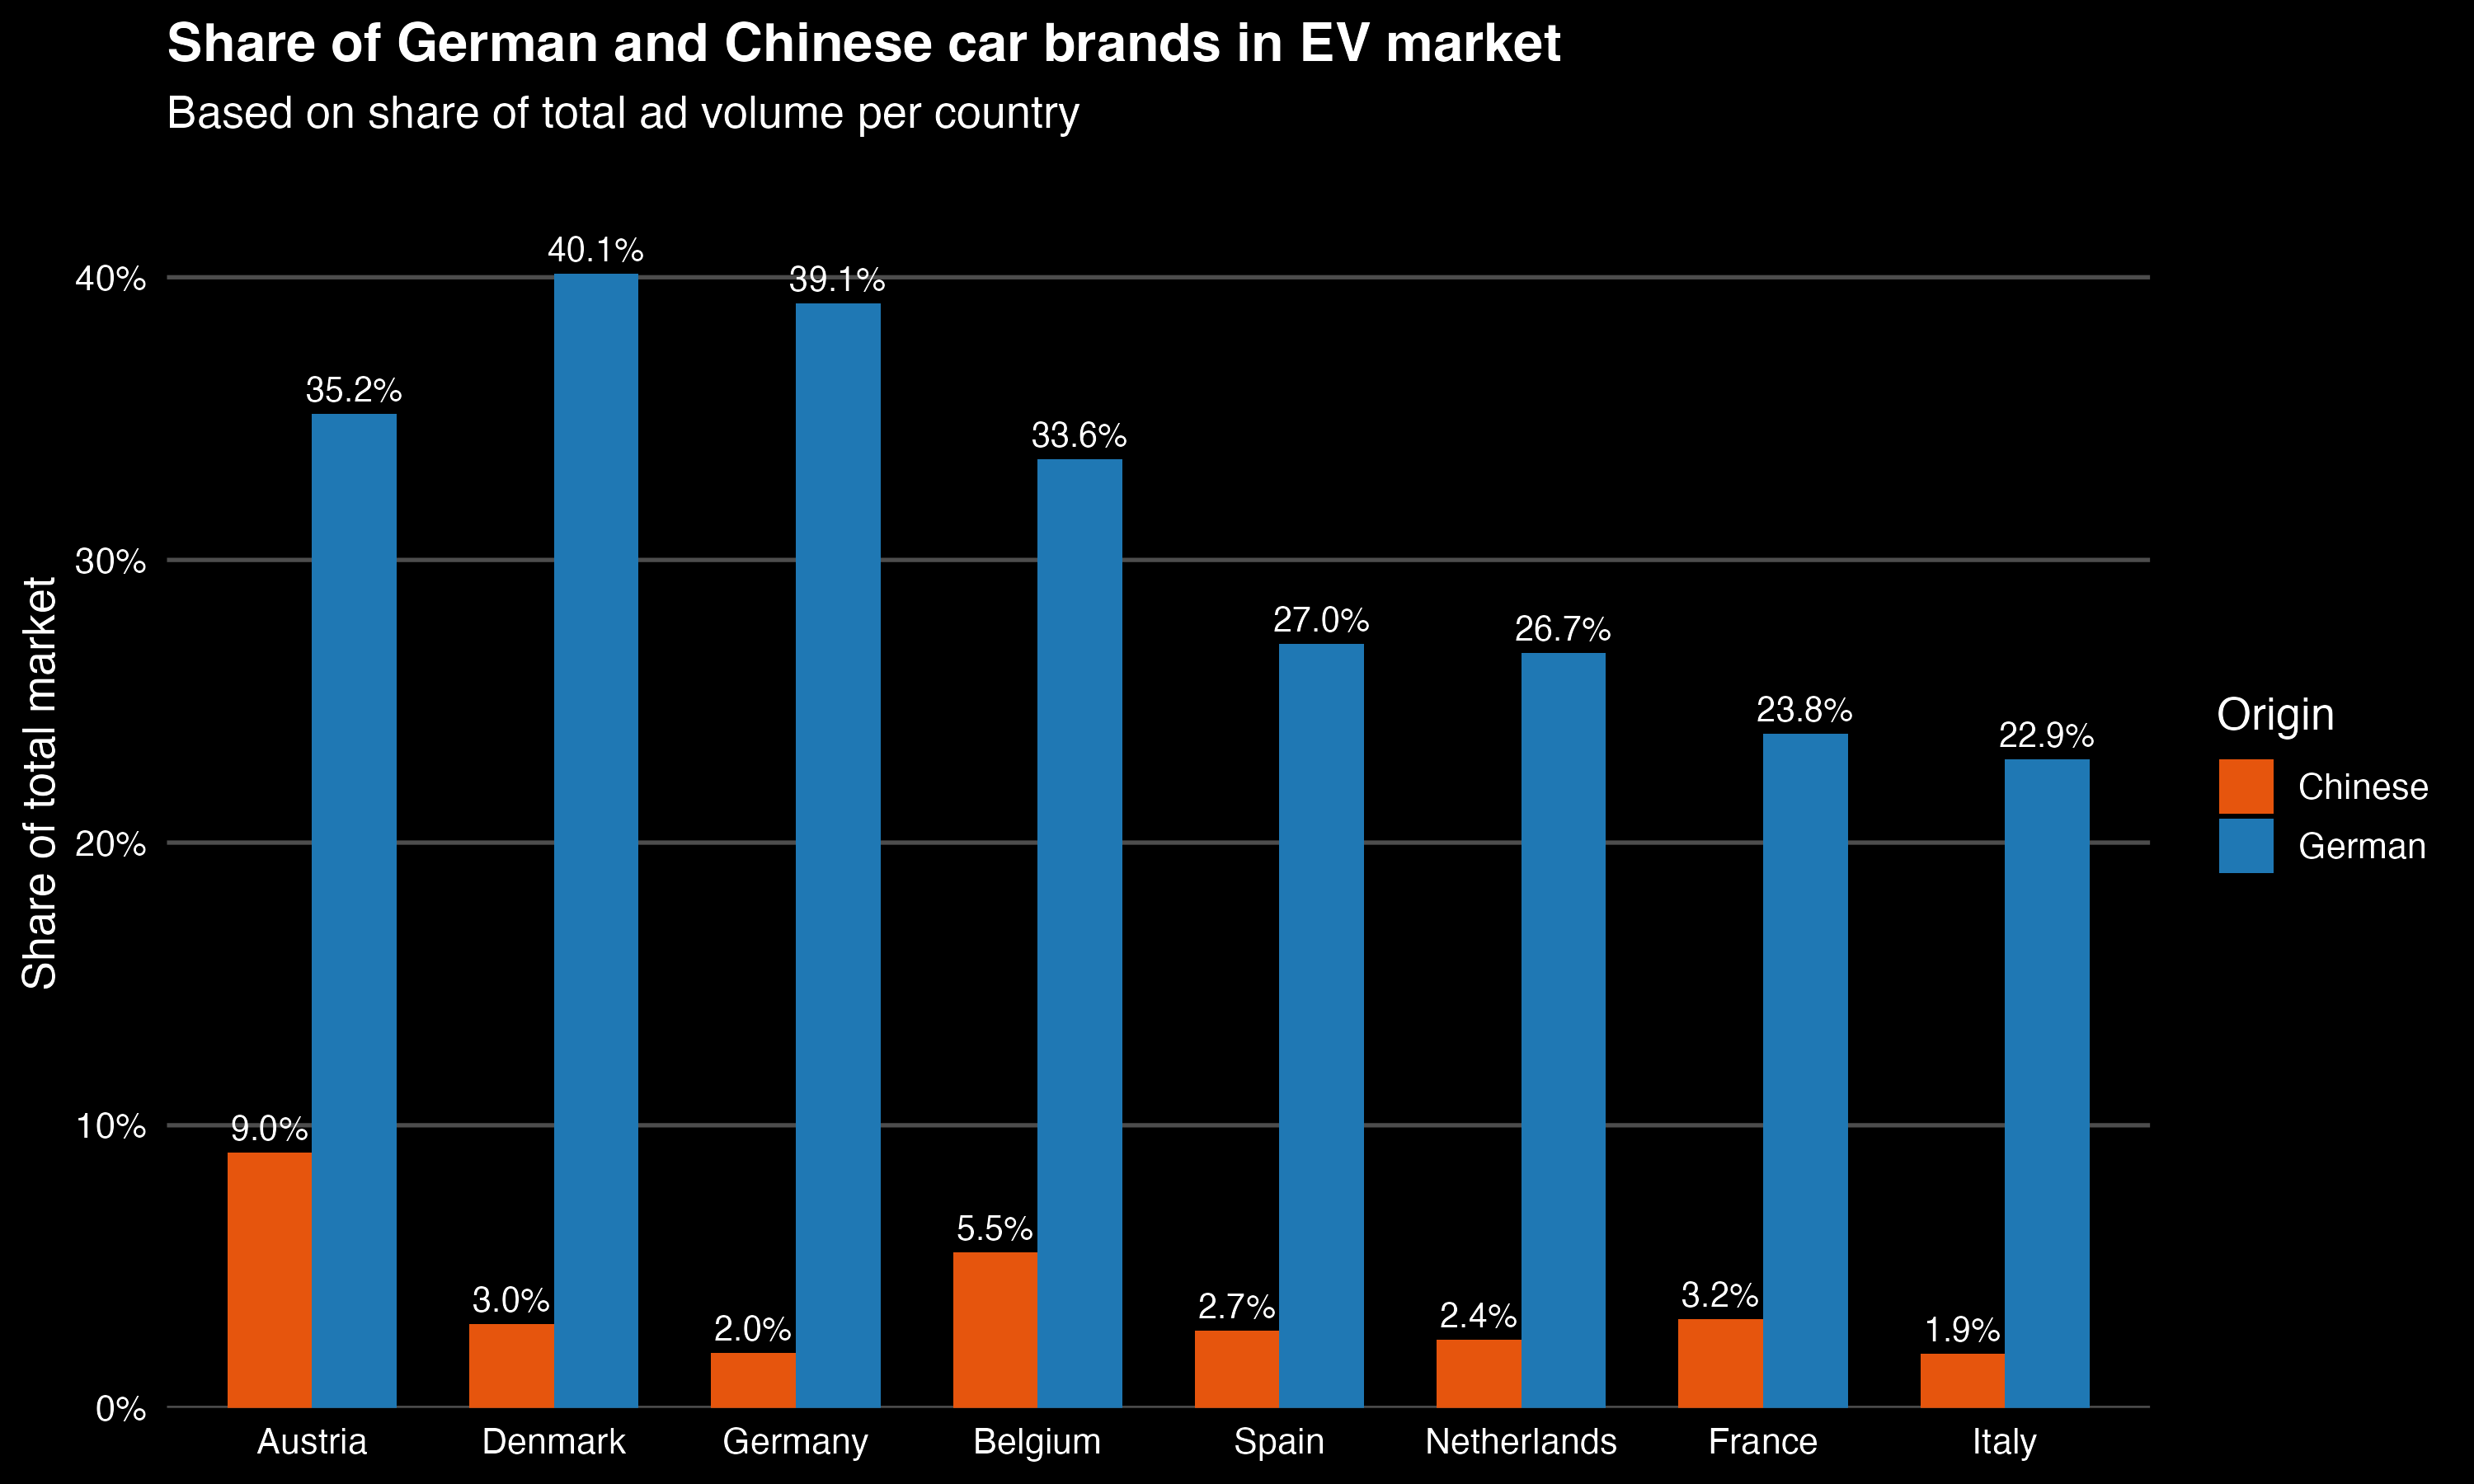 Share of German and Chinese car brands in EV market
Based on share of total ad volume per country
Share of total market
40%
30%
20%
10%
0%
9.0%
35.2%
3.0%
40.1%
2.0%
39.1%
5.5%
33.6%
2.7%
27.0%
2.4%
26.7%
3.2%
23.8%
1.9%
22.9%
Austria
Denmark
Germany
Belgium
Spain
Netherlands
France
Italy
Origin
Chinese
German